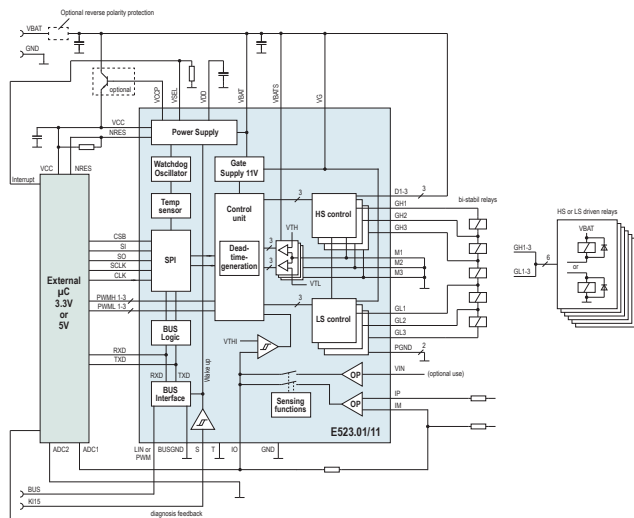 Optional reverse polarity protection
VBAT
GND
optional
VCCP
VSEL
VDD
VBAT
VBATS
VG
VCC
NRES
Power Supply
VCC
NRES
Interrupt
Watchdog
Oscillator
Gate
Supply 11V
Temp
sensor
Control
unit
Dead-
time-
generation
3
3
3
3
VTH
VTL
HS control
LS control
D1-3
3
GH1
GH2
GH3
M1
M2
M3
GL1
GL2
GL3
PGND
2
bi-stabil relays
HS or LS driven relays
VBAT
or
GH1-3
GL1-3
6
External
µC
3.3V
or
5V
CSB
SI
SO
SCLK
CLK
SPI
PWMH 1-3
PWML 1-3
BUS
Logic
RXD
TXD
RXD
TXD
Wake up
BUS
Interface
VTHI
Sensing
functions
OP
OP
VIN
(optional use)
IP
IM
E523.01/11
ADC2
ADC1
LIN or
PWM
BUSGND
S
T
IO
GND
BUS
KI15
diagnosis feedback